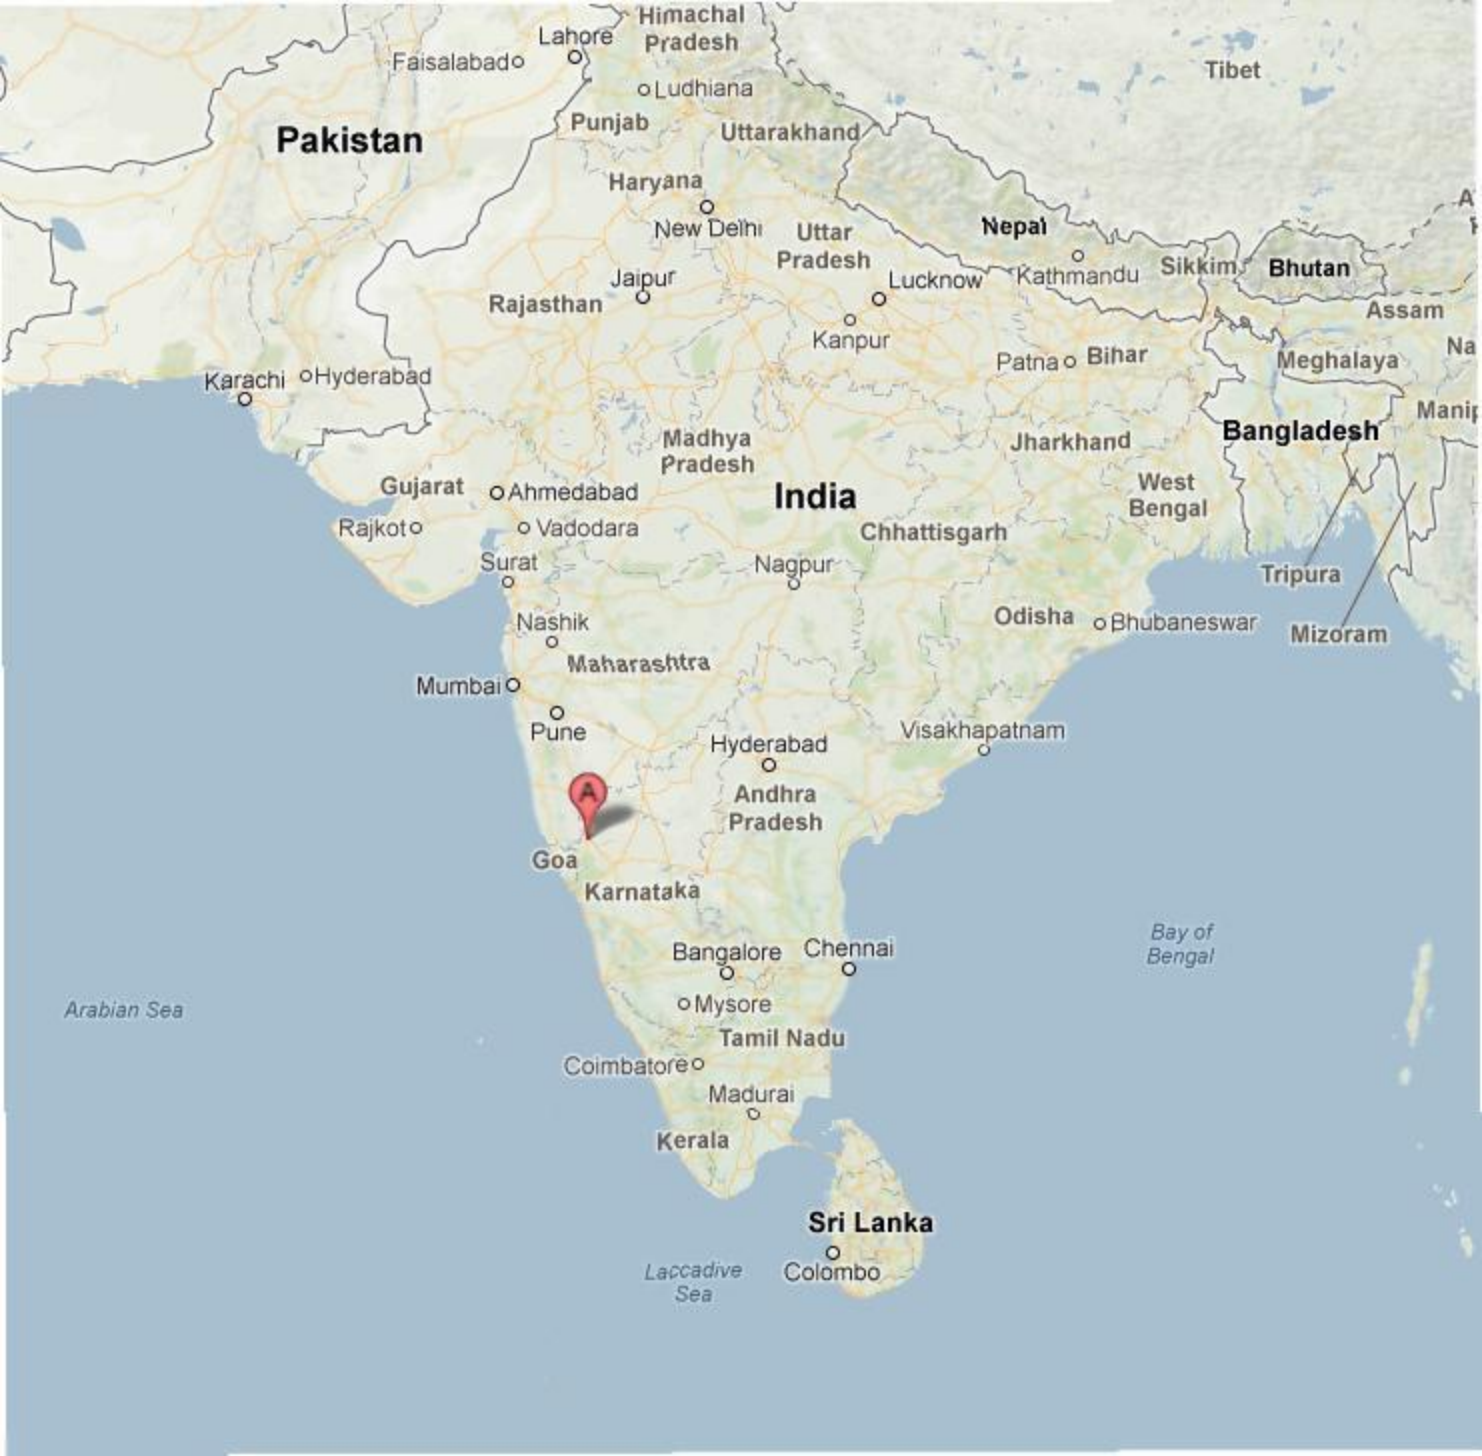 Himachal
Pradesh
Lahore
Faisalabad
Tibet
Ludhiana
Punjab
Uttarakhand
Pakistan
Haryana
New Delhi
Nepal
Uttar
Pradesh
Kathmandu
Sikkim
Bhutan
Jaipur
Rajasthan
Lucknow
Assam
Kanpur
Patna
Bihar
Meghalaya
Na
Karachi
Hyderabad
Manip
Bangladesh
Madhya
Pradesh
Jharkhand
Gujarat
Ahmedabad
India
West
Bengal
Rajkot
Vadodara
Chhattisgarh
Surat
Nagpur
Tripura
Nashik
Odisha
Bhubaneswar
Mizoram
Maharashtra
Mumbai
Pune
Hyderabad
Visakhapatnam
A
Andhra
Pradesh
Goa
Karnataka
Bangalore
Chennai
Bay of
Bengal
Arabian Sea
Mysore
Tamil Nadu
Coimbatore
Madurai
Kerala
Sri Lanka
Laccadive
Sea
Colombo